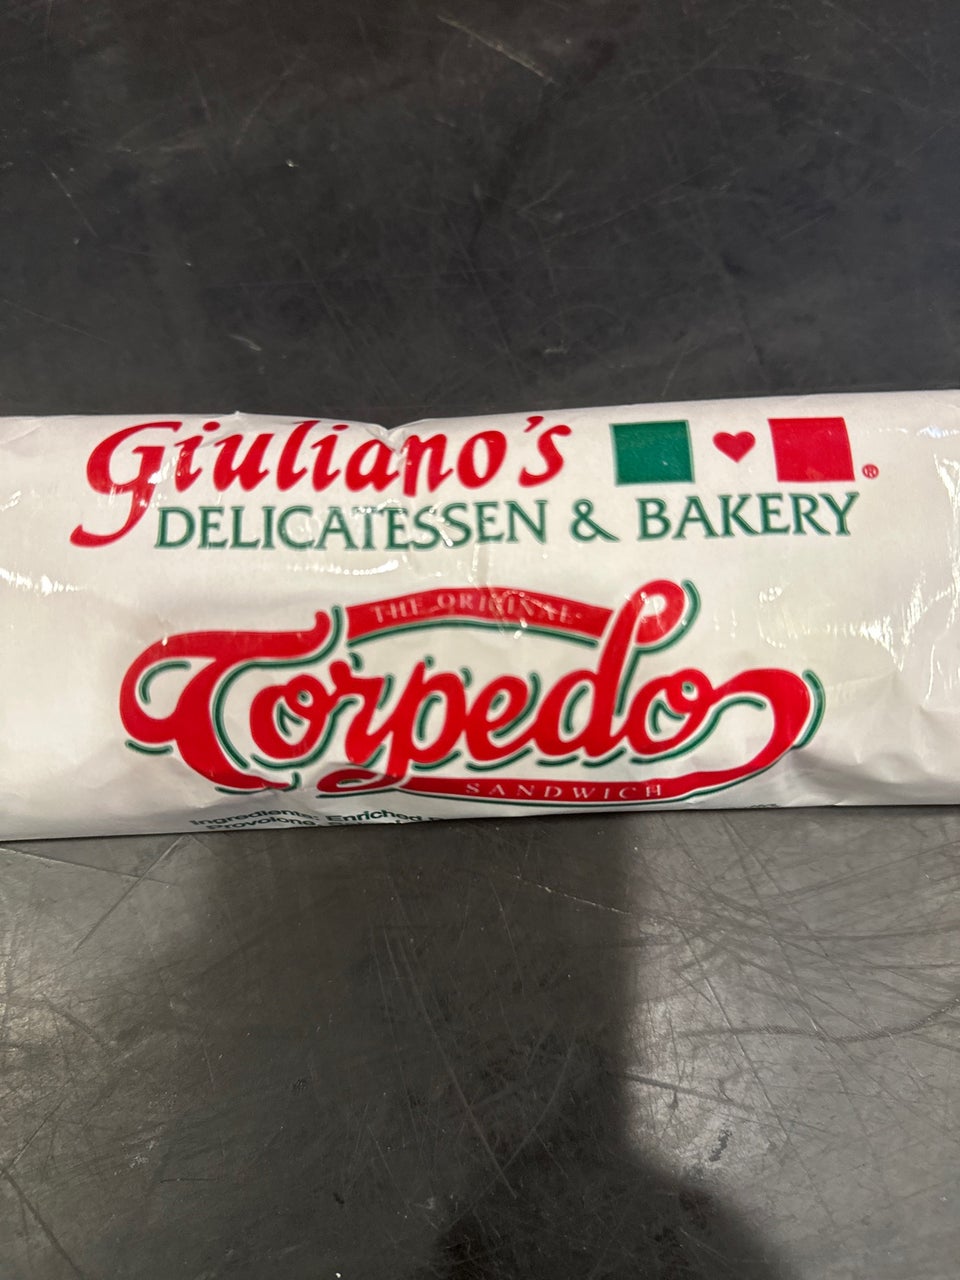 Giuliano's
®
DELICATESSEN & BAKERY
THE ORIGINAL
Torpedo
SANDWICH
Ingredients: Enriched
Provolone,